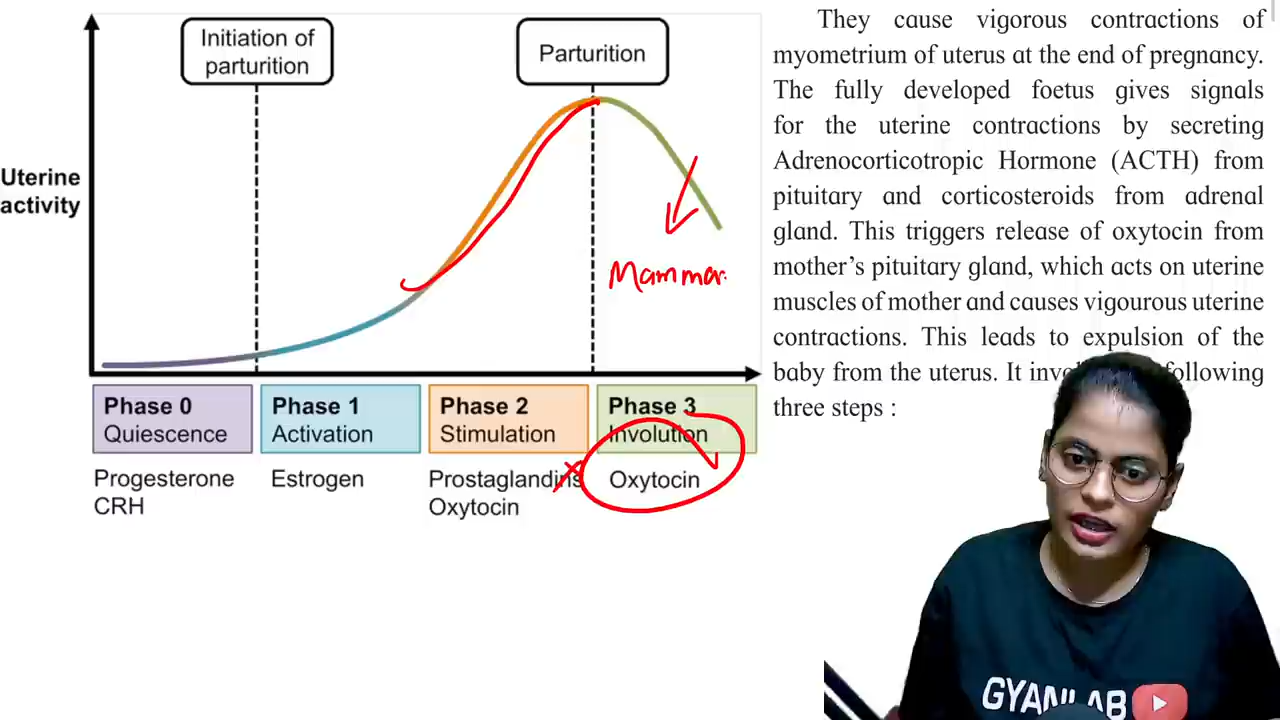 Initiation of
parturition
Parturition
Uterine
activity
Mammar
Phase 0
Quiescence
Phase 1
Activation
Phase 2
Stimulation
Phase 3
Involution
Progesterone
CRH
Estrogen
Prostaglandins
Oxytocin
Oxytocin
They cause vigorous contractions of
myometrium of uterus at the end of pregnancy.
The fully developed foetus gives signals
for the uterine contractions by secreting
Adrenocorticotropic Hormone (ACTH) from
pituitary and corticosteroids from adrenal
gland. This triggers release of oxytocin from
mother's pituitary gland, which acts on uterine
muscles of mother and causes vigourous uterine
contractions. This leads to expulsion of the
baby from the uterus. It following
three steps :
GYANLAB